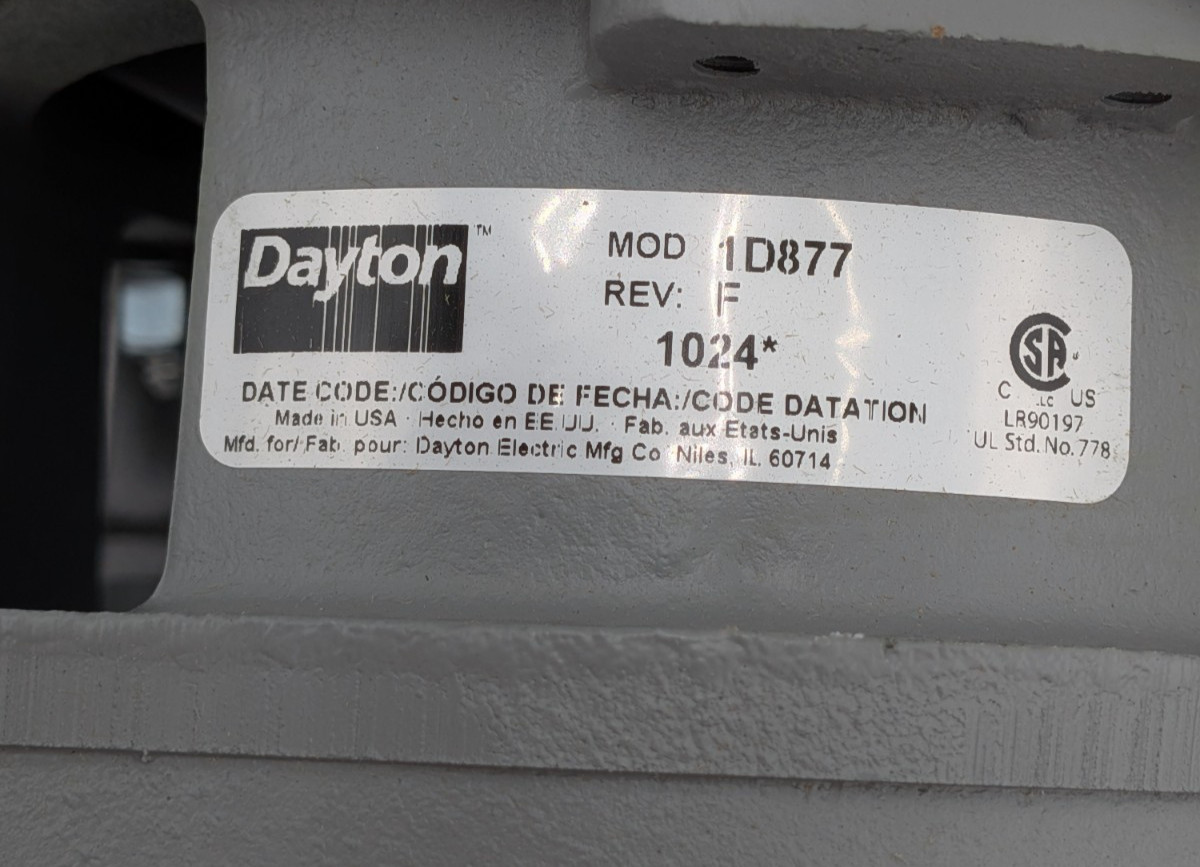 Dayton™
MOD 1D877
REV: F
1024*
DATE CODE:/CÓDIGO DE FECHA:/CODE DATATION
Made in USA · Hecho en EE.UU. · Fab. aux Etats-Unis
Mfd. for/ Fab. pour: Dayton Electric Mfg Co Niles, IL 60714
SA
C US
LR90197
UL Std. No. 778